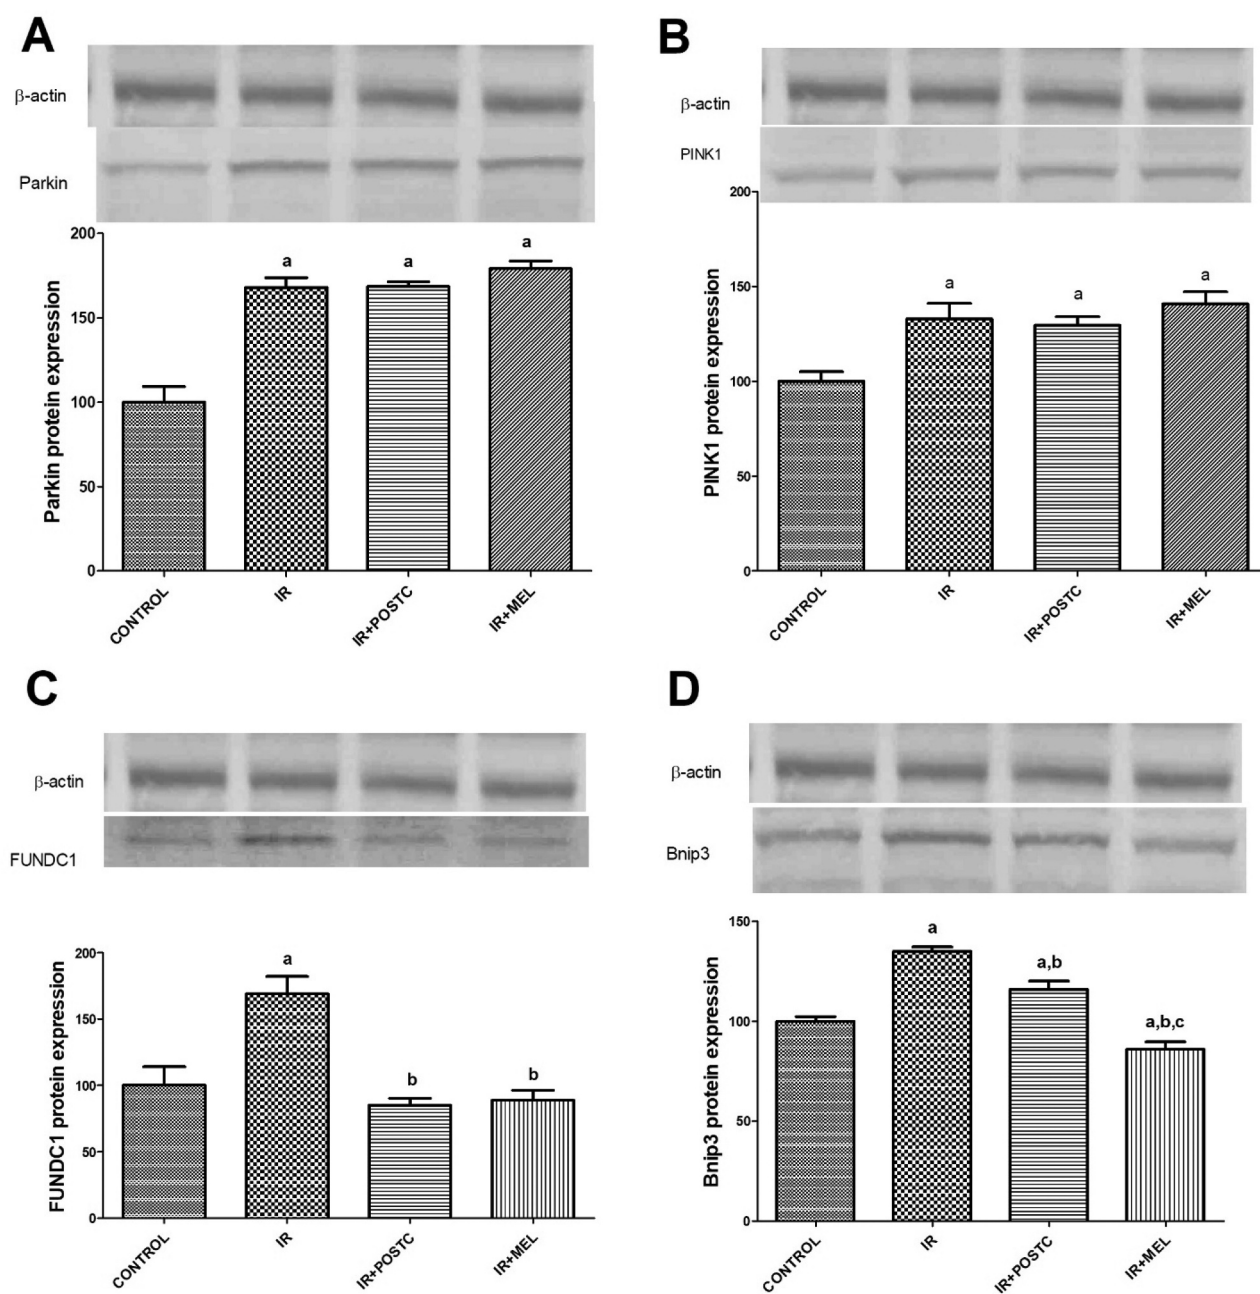 A
β-actin
Parkin
Parkin protein expression
200
150
100
50
0
a
a
a
CONTROL
IR
IR+POSTC
IR+MEL
B
β-actin
PINK1
PINK1 protein expression
200
150
100
50
0
a
a
a
CONTROL
IR
IR+POSTC
IR+MEL
C
β-actin
FUNDC1
FUNDC1 protein expression
200
150
100
50
0
a
b
b
CONTROL
IR
IR+POSTC
IR+MEL
D
β-actin
Bnip3
Bnip3 protein expression
150
100
50
0
a
a,b
a,b,c
CONTROL
IR
IR+POSTC
IR+MEL